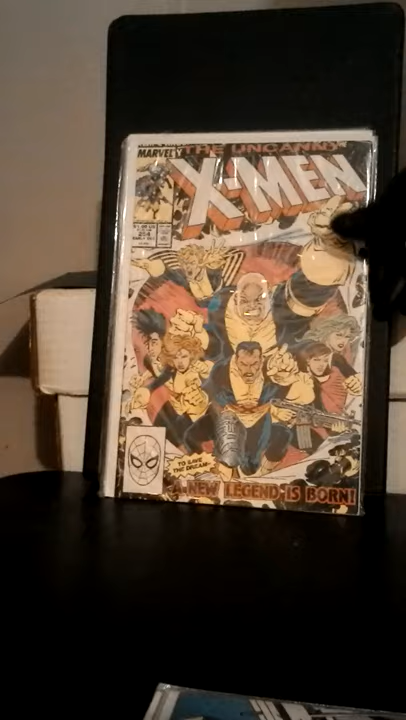 MARVEL
THE UNCANNY
X-MEN
254
TO SAVE
THE DREAM-
A NEW LEGEND IS BORN!